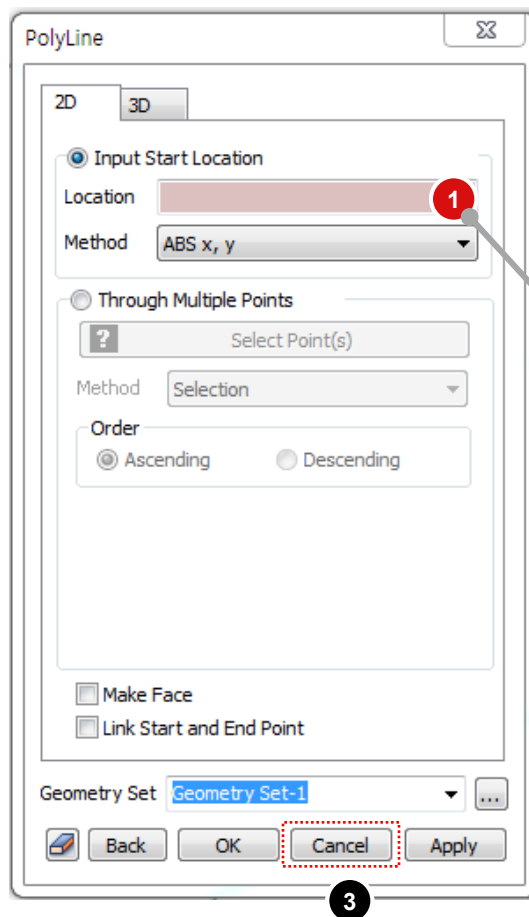 PolyLine
2D 3D
Input Start Location
Location 1
Method ABS x, y
Through Multiple Points
? Select Point(s)
Method Selection
Order
Ascending Descending
Make Face
Link Start and End Point
Geometry Set Geometry Set-1 ...
Back OK Cancel Apply
3